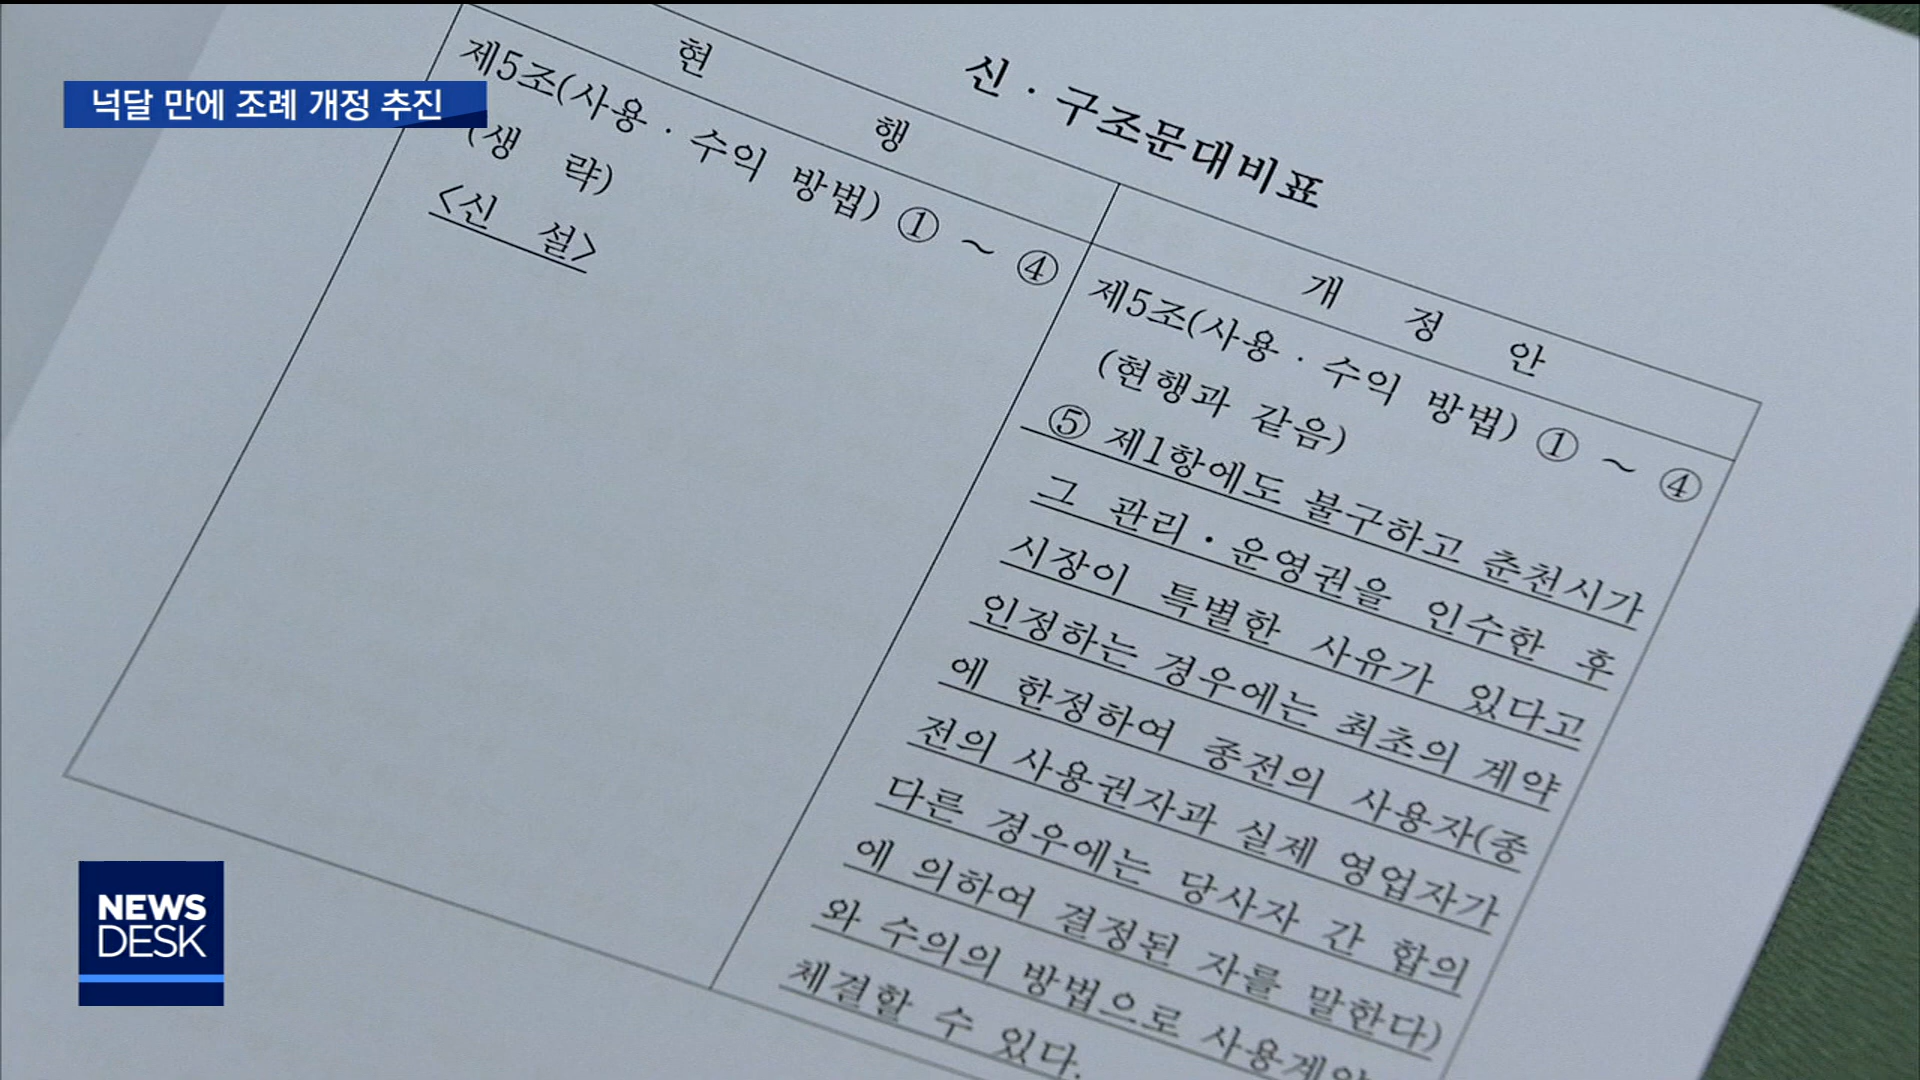 넉달 만에 조례 개정 추진
신·구조문대비표
현 행
제5조(사용·수익 방법) ① ~ ④
(생 략)
<신 설>
개 정 안
제5조(사용·수익 방법) ① ~ ④
(현행과 같음)
⑤ 제1항에도 불구하고 춘천시가
그 관리·운영권을 인수한 후
시장이 특별한 사유가 있다고
인정하는 경우에는 최초의 계약
에 한정하여 종전의 사용자(종
전의 사용권자과 실제 영업자가
다른 경우에는 당사자 간 합의
에 의하여 결정된 자를 말한다)
와 수의의 방법으로 사용계약
체결할 수 있다.
NEWS
DESK